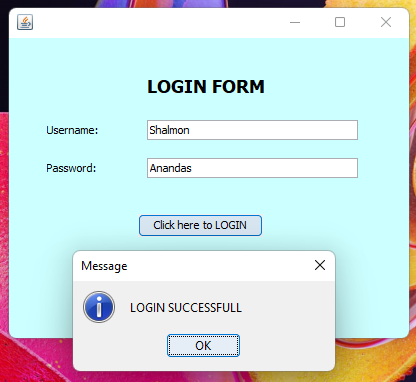 LOGIN FORM
Username: Shalmon
Password: Anandas
Click here to LOGIN
Message
LOGIN SUCCESSFULL
OK